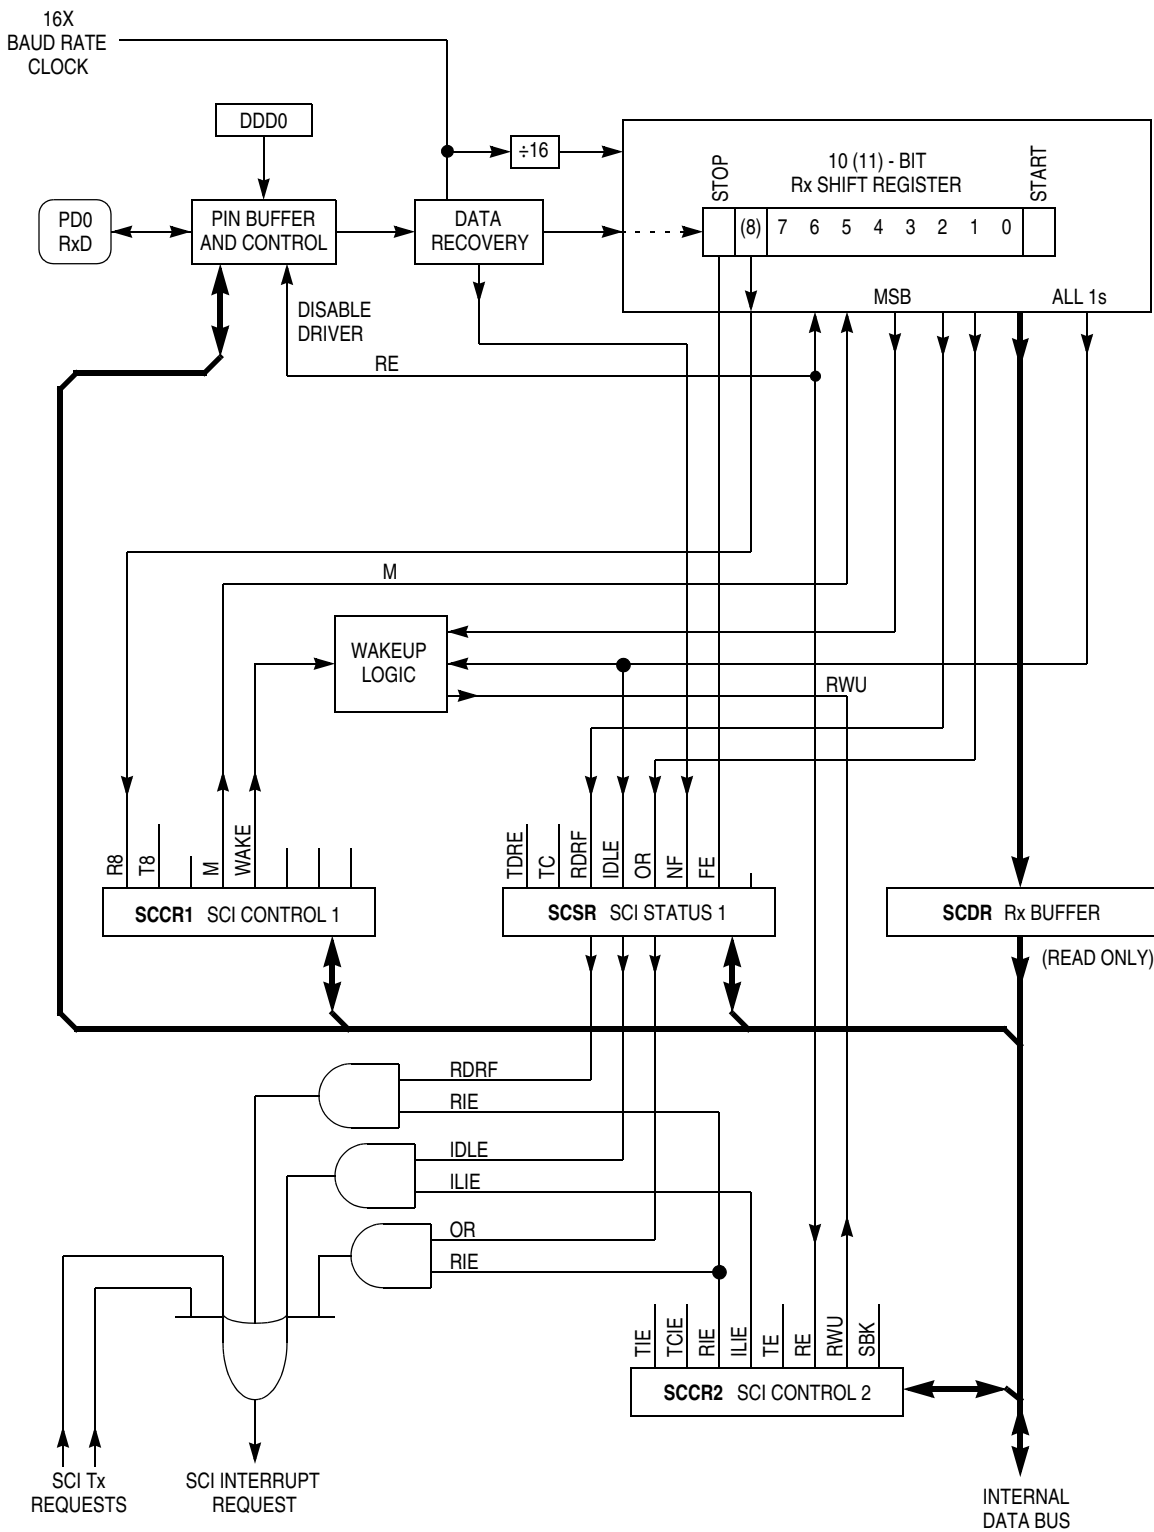 16X
BAUD RATE
CLOCK
DDD0
÷16
10 (11) - BIT
Rx SHIFT REGISTER
STOP
START
PD0
RxD
PIN BUFFER
AND CONTROL
DATA
RECOVERY
(8) 7 6 5 4 3 2 1 0
MSB
ALL 1s
DISABLE
DRIVER
RE
M
WAKEUP
LOGIC
RWU
R8
T8
M
WAKE
TDRE
TC
RDRF
IDLE
OR
NF
FE
SCCR1 SCI CONTROL 1
SCSR SCI STATUS 1
SCDR Rx BUFFER
(READ ONLY)
RDRF
RIE
IDLE
ILIE
OR
RIE
TIE
TCIE
RIE
ILIE
TE
RE
RWU
SBK
SCCR2 SCI CONTROL 2
SCI Tx
REQUESTS
SCI INTERRUPT
REQUEST
INTERNAL
DATA BUS